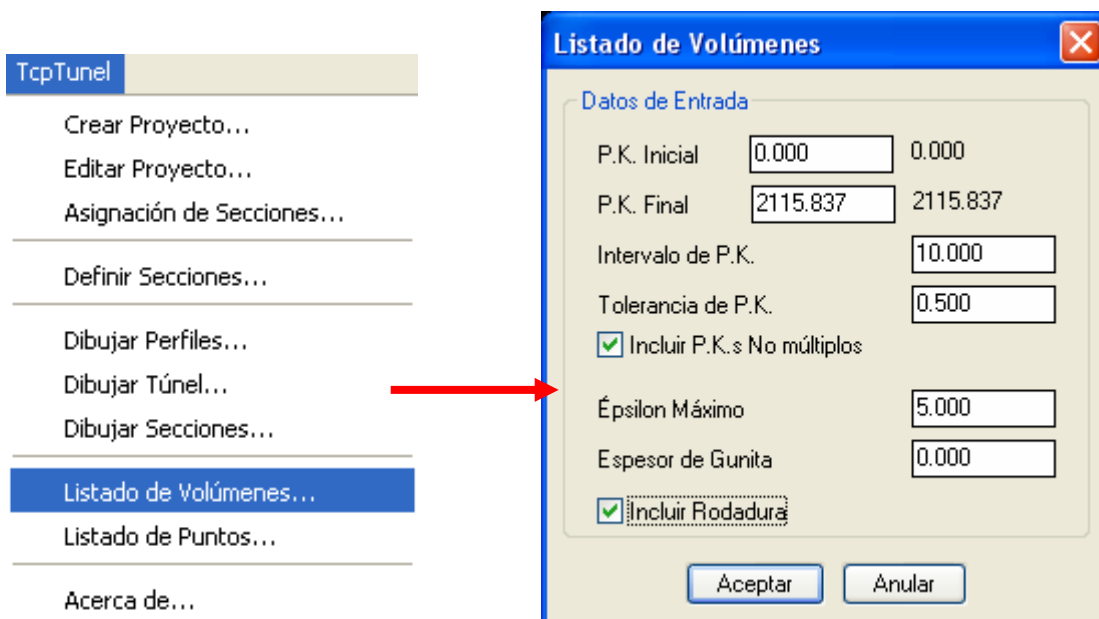 TcpTunel
Crear Proyecto...
Editar Proyecto...
Asignación de Secciones...
Definir Secciones...
Dibujar Perfiles...
Dibujar Túnel...
Dibujar Secciones...
Listado de Volúmenes...
Listado de Puntos...
Acerca de...
Listado de Volúmenes
Datos de Entrada
P.K. Inicial 0.000 0.000
P.K. Final 2115.837 2115.837
Intervalo de P.K. 10.000
Tolerancia de P.K. 0.500
Incluir P.K.s No múltiplos
Épsilon Máximo 5.000
Espesor de Gunita 0.000
Incluir Rodadura
Aceptar Anular